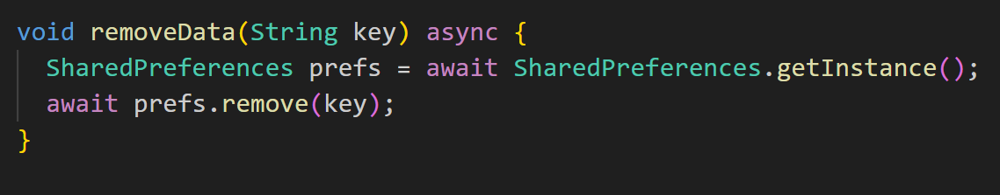 void removeData(String key) async {
  SharedPreferences prefs = await SharedPreferences.getInstance();
  await prefs.remove(key);
}